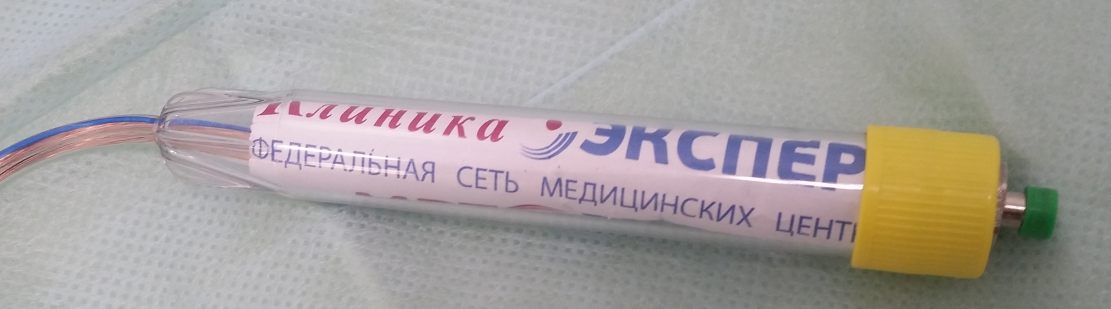 Клиника ЭКСПЕР
ФЕДЕРАЛЬНАЯ СЕТЬ МЕДИЦИНСКИХ ЦЕНТ